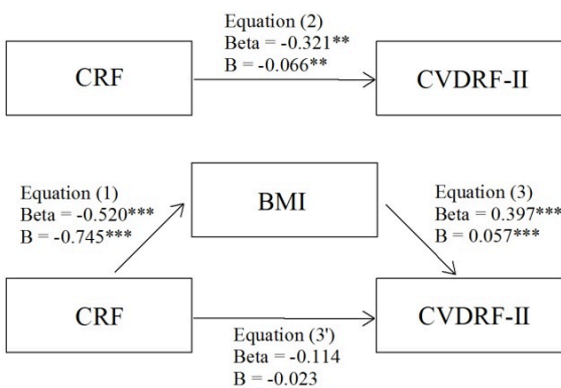 Equation (2)
Beta = -0.321**
B = -0.066**
CRF
CVDRF-II
Equation (1)
Beta = -0.520***
B = -0.745***
BMI
Equation (3)
Beta = 0.397***
B = 0.057***
CRF
CVDRF-II
Equation (3')
Beta = -0.114
B = -0.023